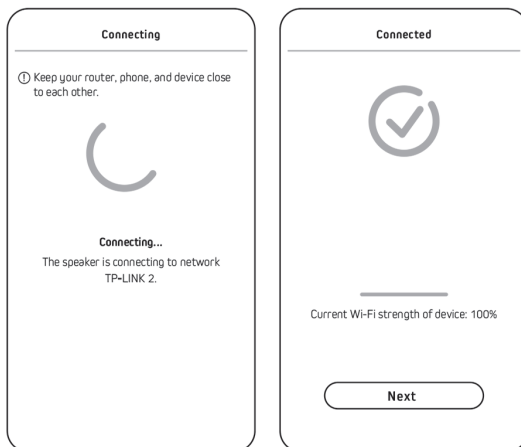 Connecting
① Keep your router, phone, and device close
to each other.
Connecting...
The speaker is connecting to network
TP-LINK 2.
Connected
Current Wi-Fi strength of device: 100%
Next